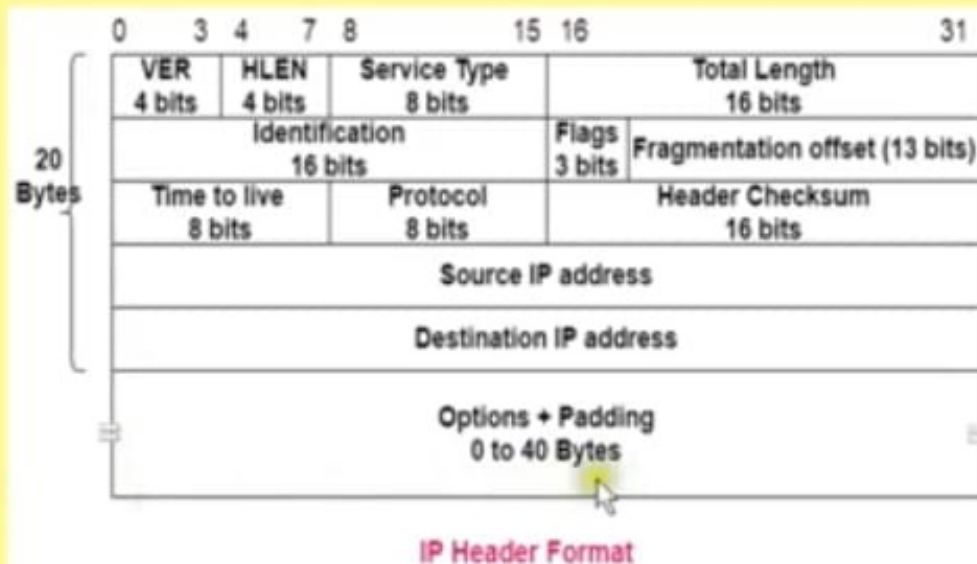 0 3 4 7 8 15 16 31
VER HLEN Service Type Total Length
4 bits 4 bits 8 bits 16 bits
Identification Flags Fragmentation offset (13 bits)
16 bits 3 bits
20
Bytes
Time to live Protocol Header Checksum
8 bits 8 bits 16 bits
Source IP address
Destination IP address
Options + Padding
0 to 40 Bytes
IP Header Format